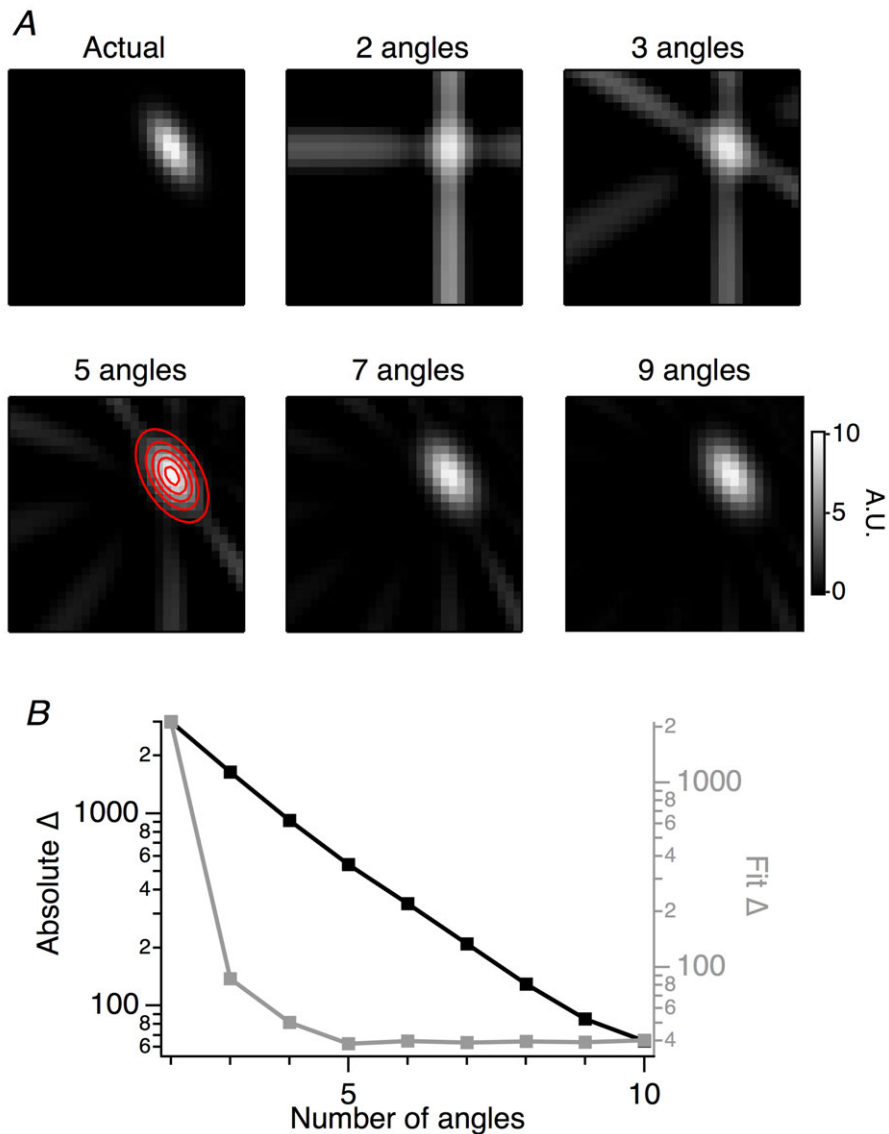 A
Actual
2 angles
3 angles
5 angles
7 angles
9 angles
10
5
0
A.U.
B
Absolute Δ
2
1000
8
6
4
2
100
8
6
2
1000
8
6
4
2
100
8
6
4
Fit Δ
5
10
Number of angles